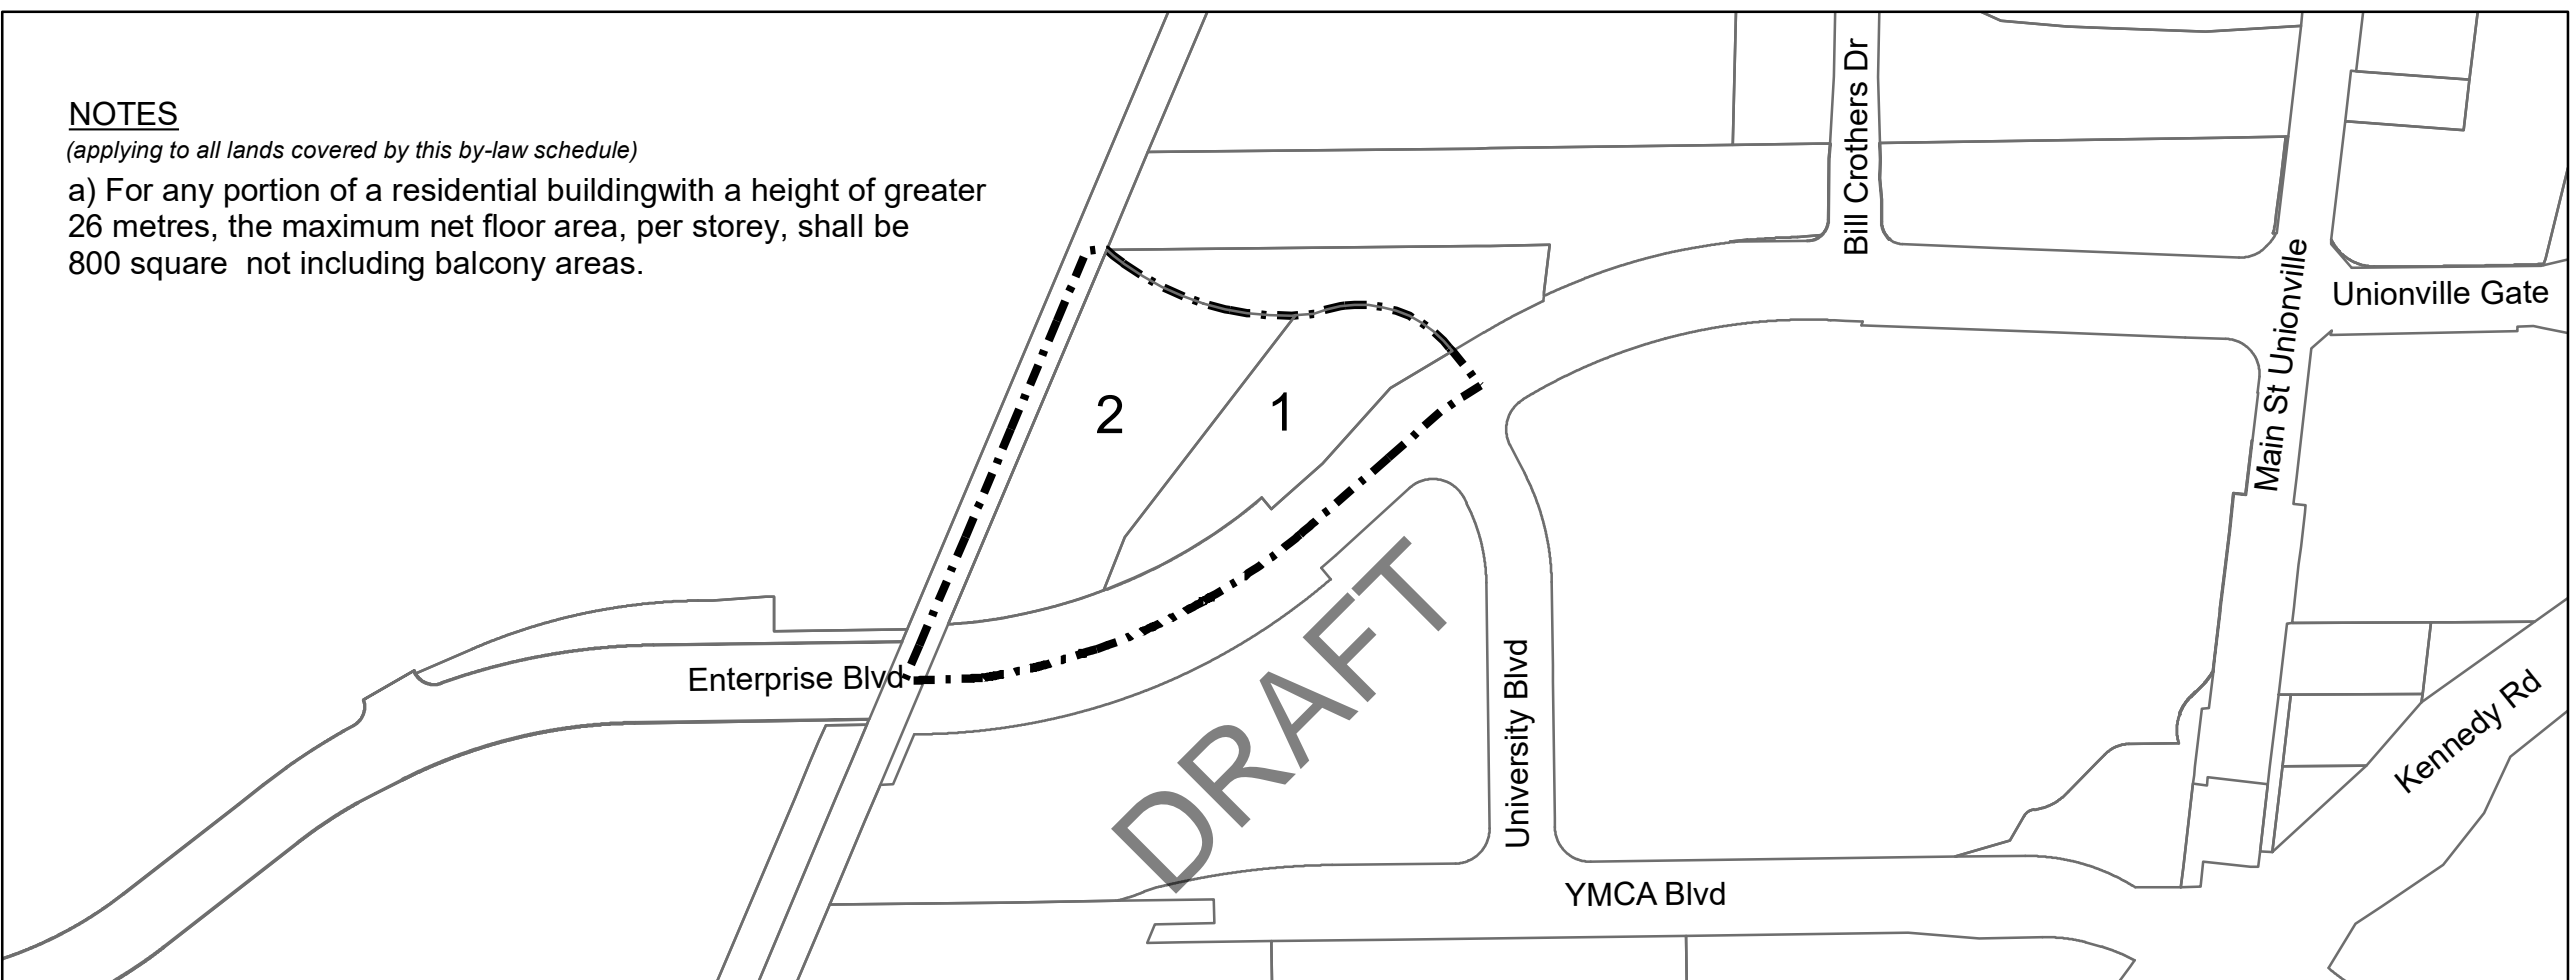 NOTES
(applying to all lands covered by this by-law schedule)
a) For any portion of a residential buildingwith a height of greater
26 metres, the maximum net floor area, per storey, shall be
800 square  not including balcony areas.
Bill Crothers Dr
Main St Unionville
Unionville Gate
2
1
Enterprise Blvd
DRAFT
University Blvd
Kennedy Rd
YMCA Blvd